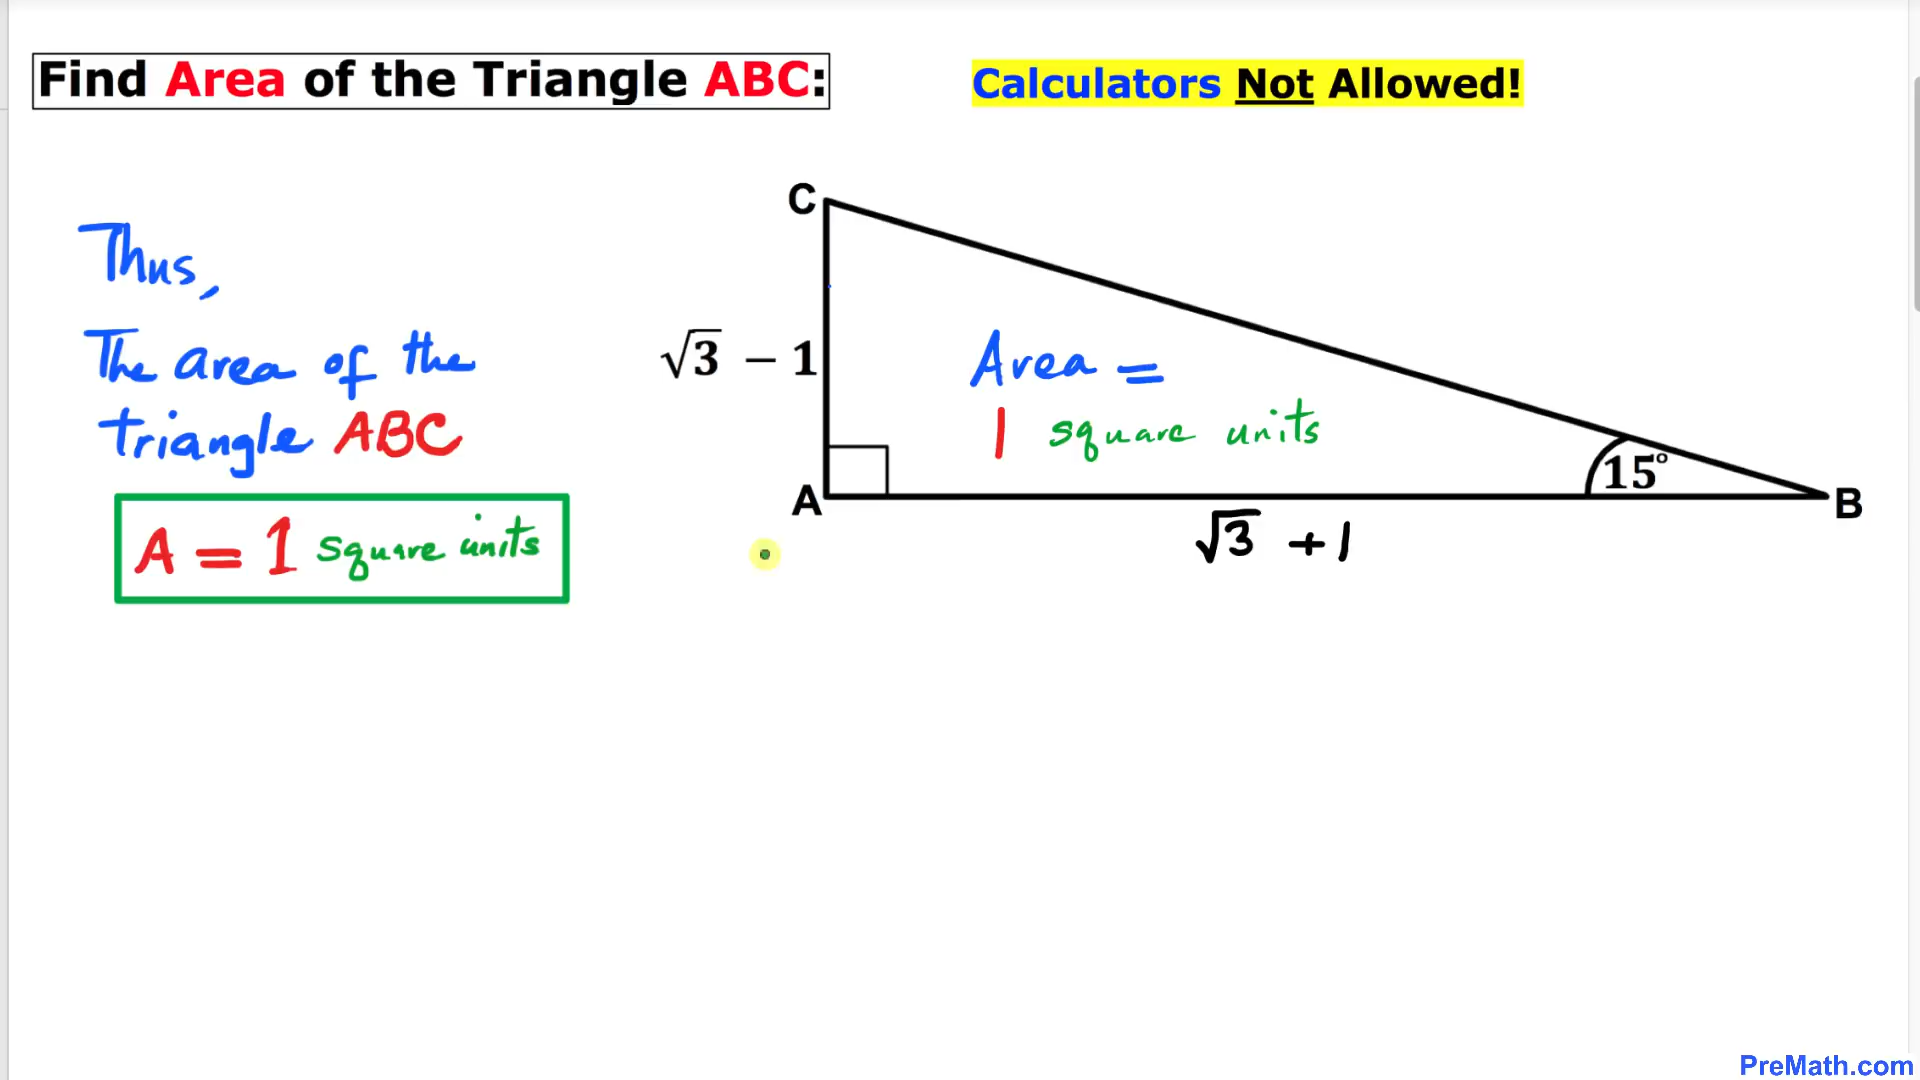 Find Area of the Triangle ABC:
Calculators Not Allowed!
Thus,
The area of the
triangle ABC
A = 1 square units
C
√3 − 1
Area =
1 square units
15°
A
B
√3 + 1
PreMath.com